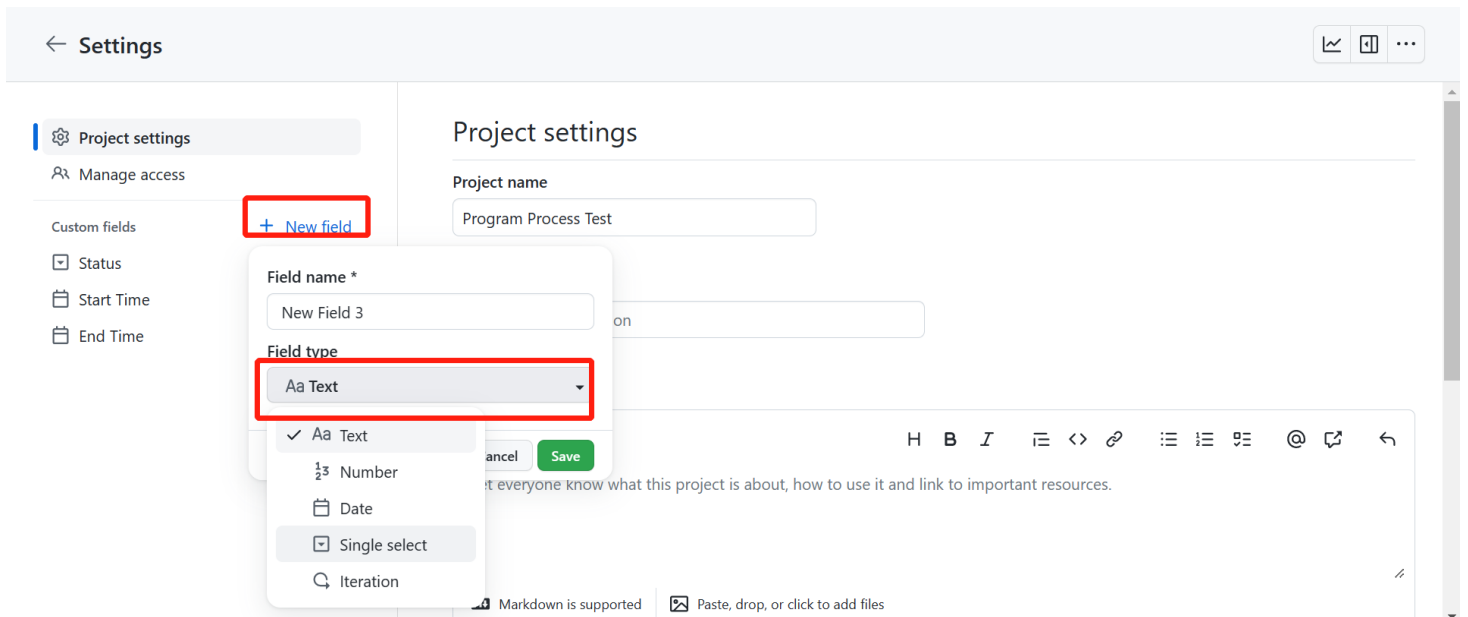 Settings
Project settings
Manage access
Custom fields
+ New field
Status
Start Time
End Time
Field name *
New Field 3
Field type
Aa Text
Aa Text
Number
Date
Single select
Iteration
ancel
Save
Project settings
Project name
Program Process Test
on
H B I
et everyone know what this project is about, how to use it and link to important resources.
Markdown is supported
Paste, drop, or click to add files